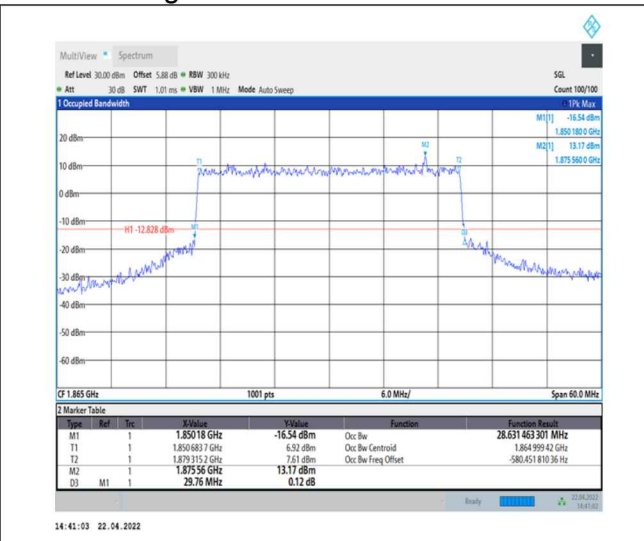 MultiView Spectrum
Ref Level 30.00 dBm Offset 5.88 dB RBW 300 kHz SGL
Att 30 dB SWT 1.01 ms VBW 1 MHz Mode Auto Sweep Count 100/100
1 Occupied Bandwidth 1Pk Max
M1[1] -16.54 dBm
1.850 180 0 GHz
M2[1] 13.17 dBm
1.875 560 0 GHz
20 dBm
M2
T1 T2
10 dBm
0 dBm
-10 dBm
H1 -12.828 dBm
M1
D3
-20 dBm
-30 dBm
-40 dBm
-50 dBm
-60 dBm
CF 1.865 GHz 1001 pts 6.0 MHz/ Span 60.0 MHz
2 Marker Table
Type Ref Trc X-Value Y-Value Function Function Result
M1 1 1.85018 GHz -16.54 dBm Occ Bw 28.631 463 301 MHz
T1 1 1.850 683 7 GHz 6.92 dBm Occ Bw Centroid 1.864 999 42 GHz
T2 1 1.879 315 2 GHz 7.61 dBm Occ Bw Freq Offset -580.451 810 36 Hz
M2 1 1.875 56 GHz 13.17 dBm
D3 M1 1 29.76 MHz 0.12 dB
Ready 22.04.2022
14:41:02
14:41:03 22.04.2022